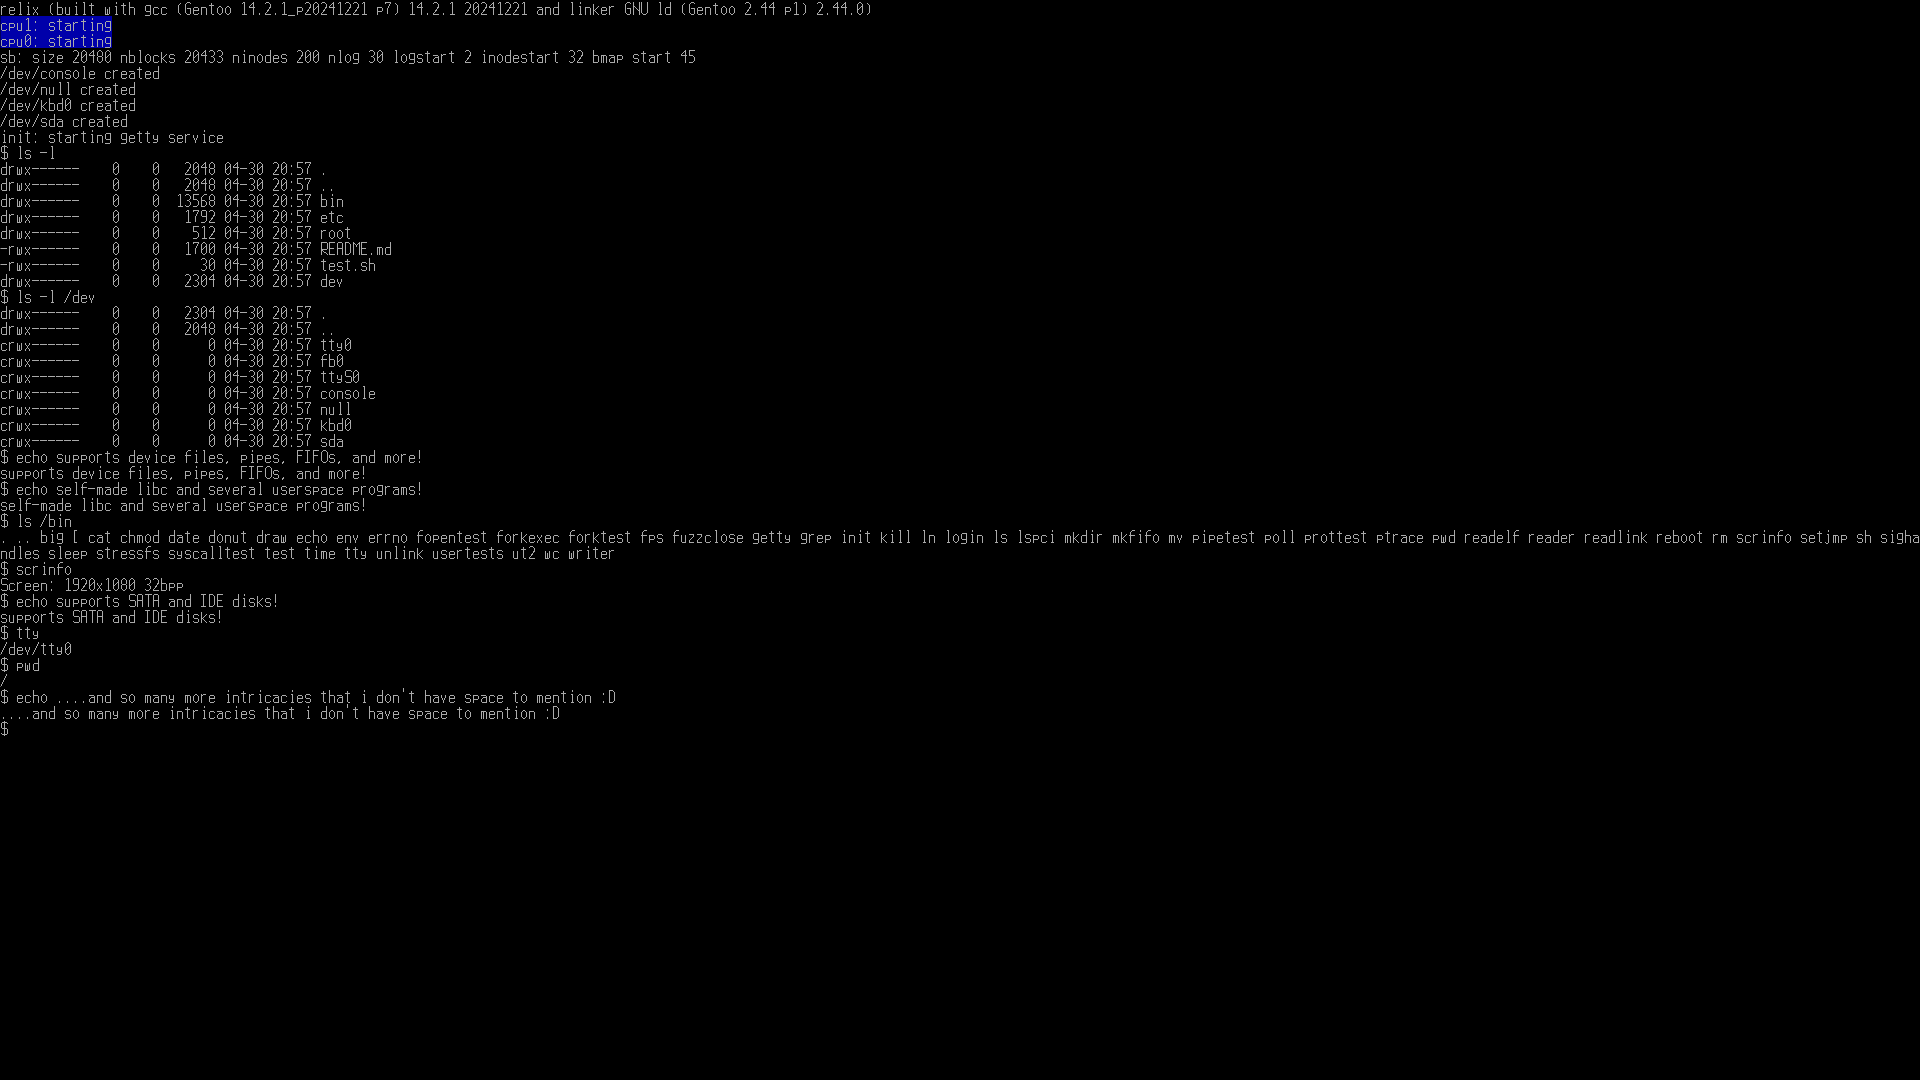 relix (built with gcc (Gentoo 14.2.1_p20241221 p7) 14.2.1 20241221 and linker GNU ld (Gentoo 2.44 p1) 2.44.0)
cpu1: starting
cpu0: starting
sb: size 20480 nblocks 20433 ninodes 200 nlog 30 logstart 2 inodestart 32 bmap start 45
/dev/console created
/dev/null created
/dev/kbd0 created
/dev/sda created
init: starting getty service
$ ls -l
drwx------    0    0   2048 04-30 20:57 .
drwx------    0    0   2048 04-30 20:57 ..
drwx------    0    0  13568 04-30 20:57 bin
drwx------    0    0   1792 04-30 20:57 etc
drwx------    0    0    512 04-30 20:57 root
-rwx------    0    0   1700 04-30 20:57 README.md
-rwx------    0    0     30 04-30 20:57 test.sh
drwx------    0    0   2304 04-30 20:57 dev
$ ls -l /dev
drwx------    0    0   2304 04-30 20:57 .
drwx------    0    0   2048 04-30 20:57 ..
crwx------    0    0      0 04-30 20:57 tty0
crwx------    0    0      0 04-30 20:57 fb0
crwx------    0    0      0 04-30 20:57 ttyS0
crwx------    0    0      0 04-30 20:57 console
crwx------    0    0      0 04-30 20:57 null
crwx------    0    0      0 04-30 20:57 kbd0
crwx------    0    0      0 04-30 20:57 sda
$ echo supports device files, pipes, FIFOs, and more!
supports device files, pipes, FIFOs, and more!
$ echo self-made libc and several userspace programs!
self-made libc and several userspace programs!
$ ls /bin
. .. big [ cat chmod date donut draw echo env errno fopentest forkexec forktest fps fuzzclose getty grep init kill ln login ls lspci mkdir mkfifo mv pipetest poll prottest ptrace pwd readelf reader readlink reboot rm scrinfo setjmp sh sigha
ndles sleep stressfs syscalltest test time tty unlink usertests ut2 wc writer
$ scrinfo
Screen: 1920x1080 32bpp
$ echo supports SATA and IDE disks!
supports SATA and IDE disks!
$ tty
/dev/tty0
$ pwd
/
$ echo ....and so many more intricacies that i don't have space to mention :D
....and so many more intricacies that i don't have space to mention :D
$